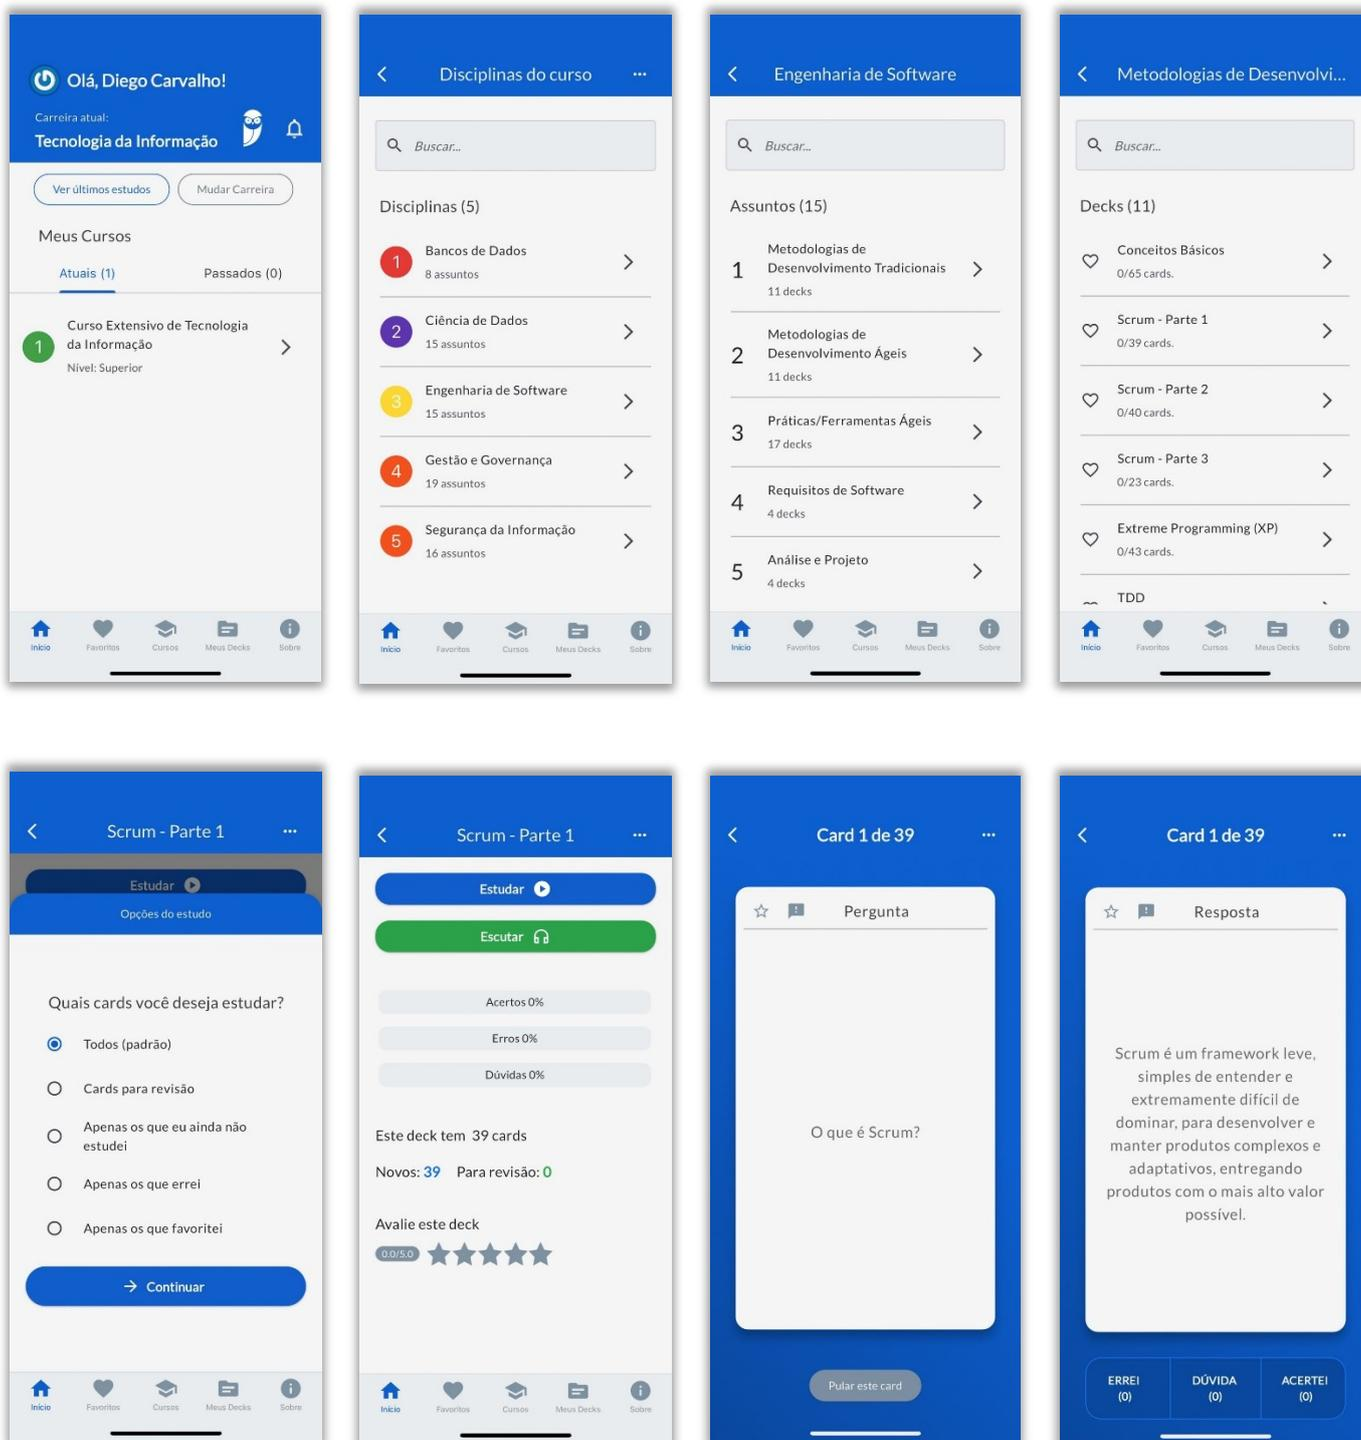 Olá, Diego Carvalho!
Carreira atual:
Tecnologia da Informação
Ver últimos estudos
Mudar Carreira
Meus Cursos
Atuais (1)
Passados (0)
1
Curso Extensivo de Tecnologia
da Informação
Nível: Superior
Início
Favoritos
Cursos
Meus Decks
Sobre
Disciplinas do curso
Buscar...
Disciplinas (5)
1
Bancos de Dados
8 assuntos
2
Ciência de Dados
15 assuntos
3
Engenharia de Software
15 assuntos
4
Gestão e Governança
19 assuntos
5
Segurança da Informação
16 assuntos
Início
Favoritos
Cursos
Meus Decks
Sobre
Engenharia de Software
Buscar...
Assuntos (15)
1
Metodologias de
Desenvolvimento Tradicionais
11 decks
2
Metodologias de
Desenvolvimento Ágeis
11 decks
3
Práticas/Ferramentas Ágeis
17 decks
4
Requisitos de Software
4 decks
5
Análise e Projeto
4 decks
Início
Favoritos
Cursos
Meus Decks
Sobre
Metodologias de Desenvolvi...
Buscar...
Decks (11)
Conceitos Básicos
0/65 cards.
Scrum - Parte 1
0/39 cards.
Scrum - Parte 2
0/40 cards.
Scrum - Parte 3
0/23 cards.
Extreme Programming (XP)
0/43 cards.
TDD
Início
Favoritos
Cursos
Meus Decks
Sobre
Scrum - Parte 1
Estudar
Opções do estudo
Quais cards você deseja estudar?
Todos (padrão)
Cards para revisão
Apenas os que eu ainda não
estudei
Apenas os que errei
Apenas os que favoritei
Continuar
Início
Favoritos
Cursos
Meus Decks
Sobre
Scrum - Parte 1
Estudar
Escutar
Acertos 0%
Erros 0%
Dúvidas 0%
Este deck tem 39 cards
Novos: 39 Para revisão: 0
Avalie este deck
0.0/5.0
Início
Favoritos
Cursos
Meus Decks
Sobre
Card 1 de 39
Pergunta
O que é Scrum?
Pular este card
Card 1 de 39
Resposta
Scrum é um framework leve,
simples de entender e
extremamente difícil de
dominar, para desenvolver e
manter produtos complexos e
adaptativos, entregando
produtos com o mais alto valor
possível.
ERREI
(0)
DÚVIDA
(0)
ACERTEI
(0)